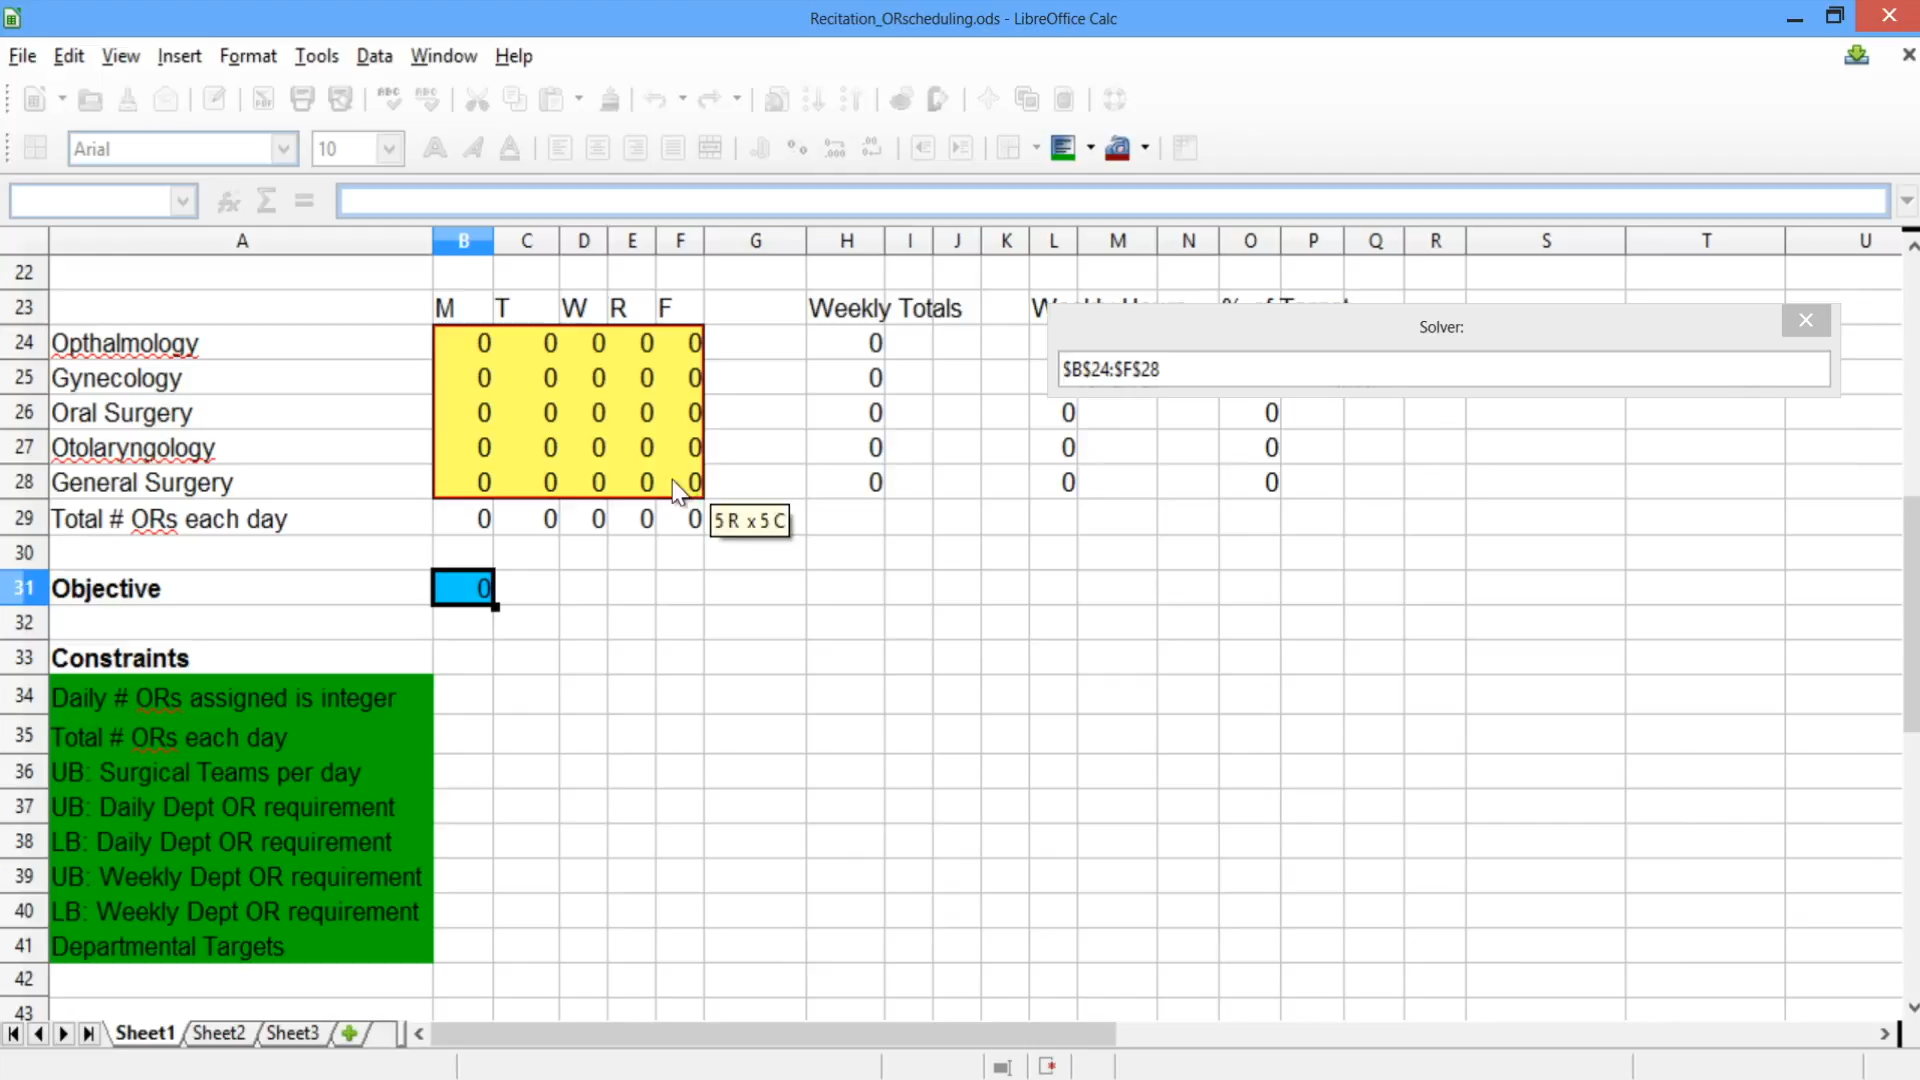 Recitation_ORscheduling.ods - LibreOffice Calc
File Edit View Insert Format Tools Data Window Help
ABC ABC
Arial 10
A B C D E F G H I J K L M N O P Q R S T U
22
23 M T W R F Weekly Totals
Solver:
24 Opthalmology 0 0 0 0 0 0
$B$24:$F$28
25 Gynecology 0 0 0 0 0 0
26 Oral Surgery 0 0 0 0 0 0 0 0
27 Otolaryngology 0 0 0 0 0 0 0 0
28 General Surgery 0 0 0 0 0 0 0 0
29 Total # ORs each day 0 0 0 0 0 5 R x 5 C
30
31 Objective 0
32
33 Constraints
34 Daily # ORs assigned is integer
35 Total # ORs each day
36 UB: Surgical Teams per day
37 UB: Daily Dept OR requirement
38 LB: Daily Dept OR requirement
39 UB: Weekly Dept OR requirement
40 LB: Weekly Dept OR requirement
41 Departmental Targets
42
43
Sheet1 Sheet2 Sheet3